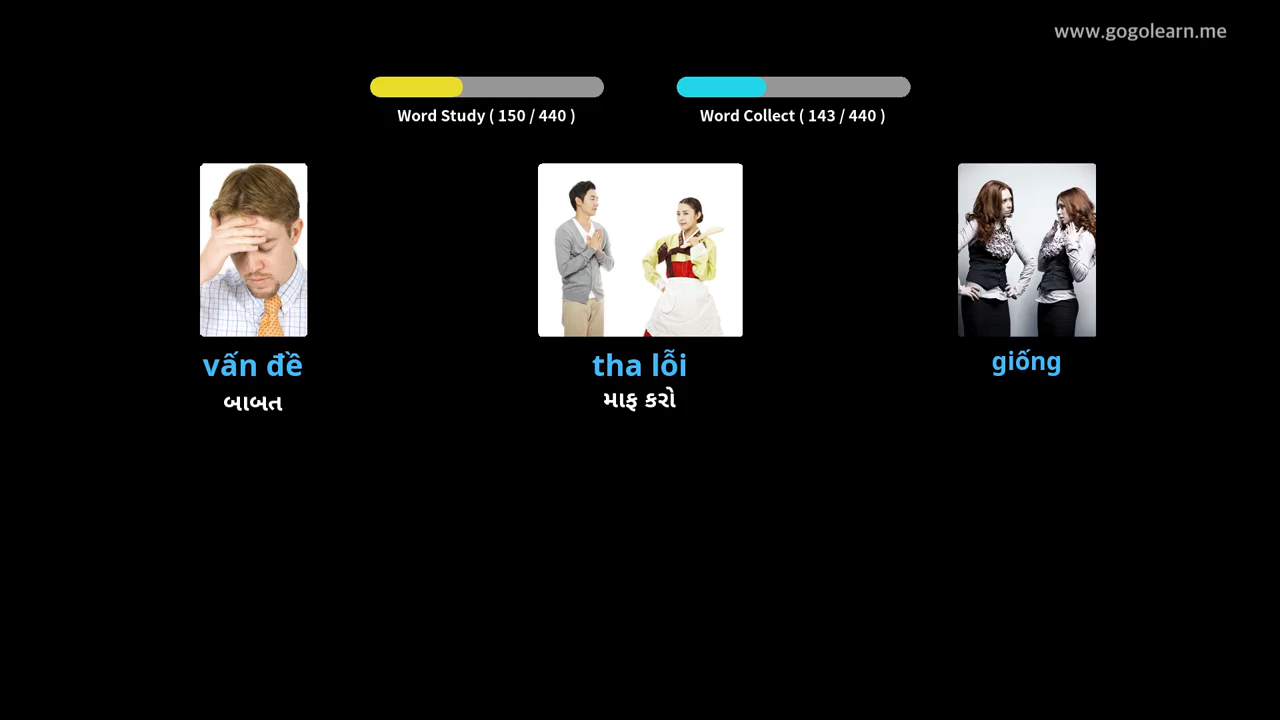 www.gogolearn.me
Word Study ( 150 / 440 )
Word Collect ( 143 / 440 )
vấn đề
બાબત
tha lỗi
માફ કરો
giống